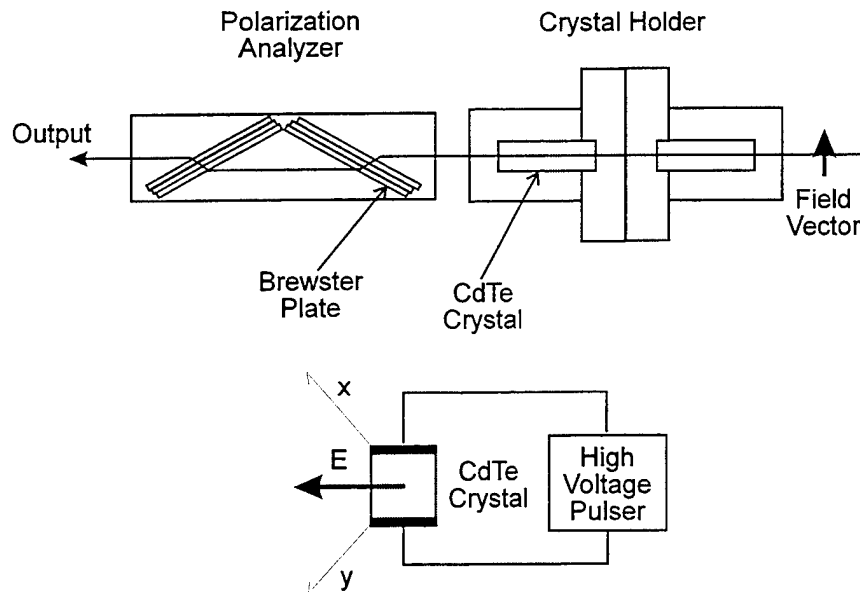 Polarization
Analyzer
Crystal Holder
Output
Field
Vector
Brewster
Plate
CdTe
Crystal
x
E
CdTe
Crystal
High
Voltage
Pulser
y